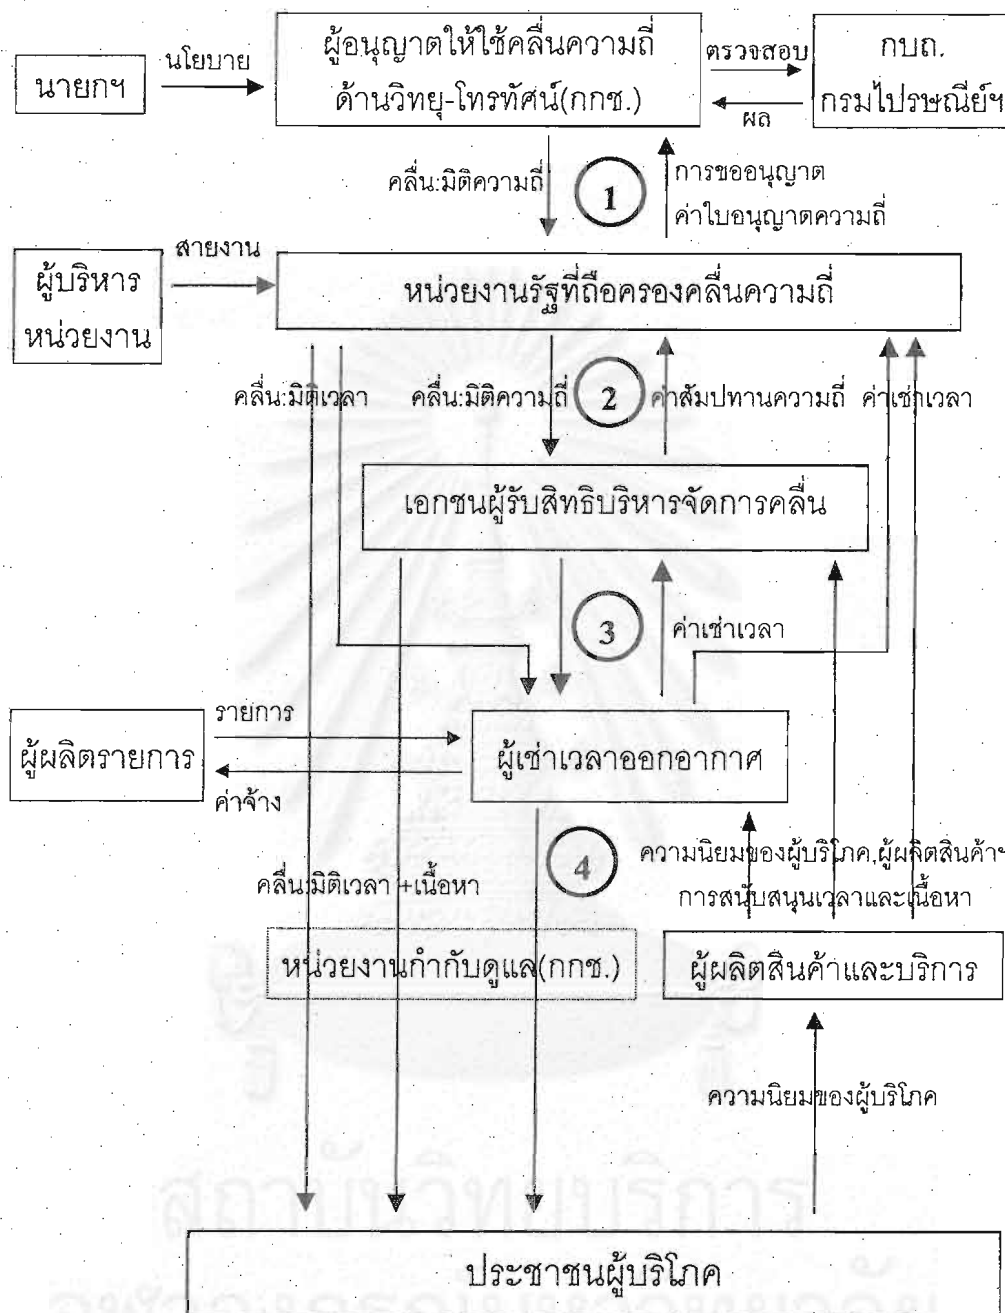 ผู้อนุญาตให้ใช้คลื่นความถี่
ด้านวิทยุ-โทรทัศน์(กกช.)
นายกฯ
นโยบาย
ตรวจสอบ
ผล
กบถ.
กรมไปรษณีย์ฯ
คลื่น:มิติความถี่
1
การขออนุญาต
ค่าใบอนุญาตความถี่
ผู้บริหาร
หน่วยงาน
สายงาน
หน่วยงานรัฐที่ถือครองคลื่นความถี่
คลื่น:มิติเวลา
คลื่น:มิติความถี่
2
ค่าสัมปทานความถี่
ค่าเช่าเวลา
เอกชนผู้รับสิทธิบริหารจัดการคลื่น
3
ค่าเช่าเวลา
ผู้ผลิตรายการ
รายการ
ค่าจ้าง
ผู้เช่าเวลาออกอากาศ
4
คลื่น:มิติเวลา +เนื้อหา
ความนิยมของผู้บริโภค,ผู้ผลิตสินค้าฯ
การสนับสนุนเวลาและเนื้อหา
หน่วยงานกำกับดูแล(กกช.)
ผู้ผลิตสินค้าและบริการ
ความนิยมของผู้บริโภค
สถาบันวิทยบริการ
ประชาชนผู้บริโภค